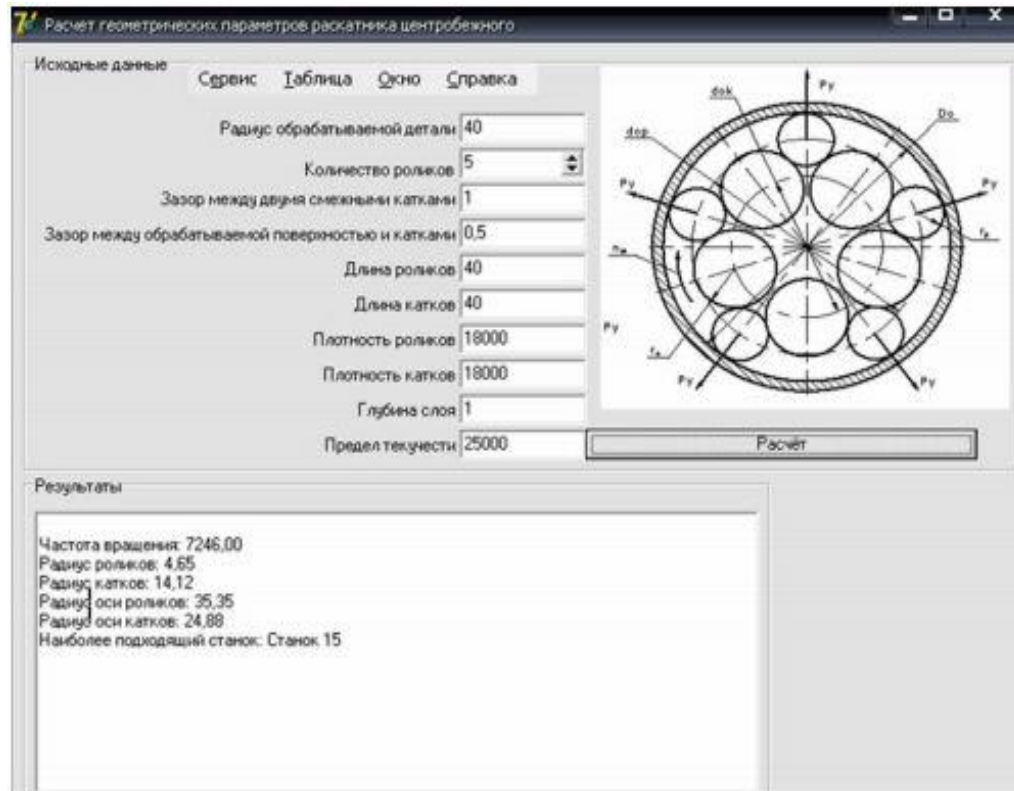 Расчет геометрических параметров раскатника центробежного
Исходные данные
Сервис Таблица Окно Справка
Радиус обрабатываемой детали 40
Количество роликов 5
Зазор между двумя смежными катками 1
Зазор между обрабатываемой поверхностью и катками 0,5
Длина роликов 40
Длина катков 40
Плотность роликов 18000
Плотность катков 18000
Глубина слоя 1
Предел текучести 25000
Py
dok
Do
dop
Py
Py
Py
Py
Py
Расчёт
Результаты
Частота вращения: 7246,00
Радиус роликов: 4,65
Радиус катков: 14,12
Радиус оси роликов: 35,35
Радиус оси катков: 24,88
Наиболее подходящий станок: Станок 15